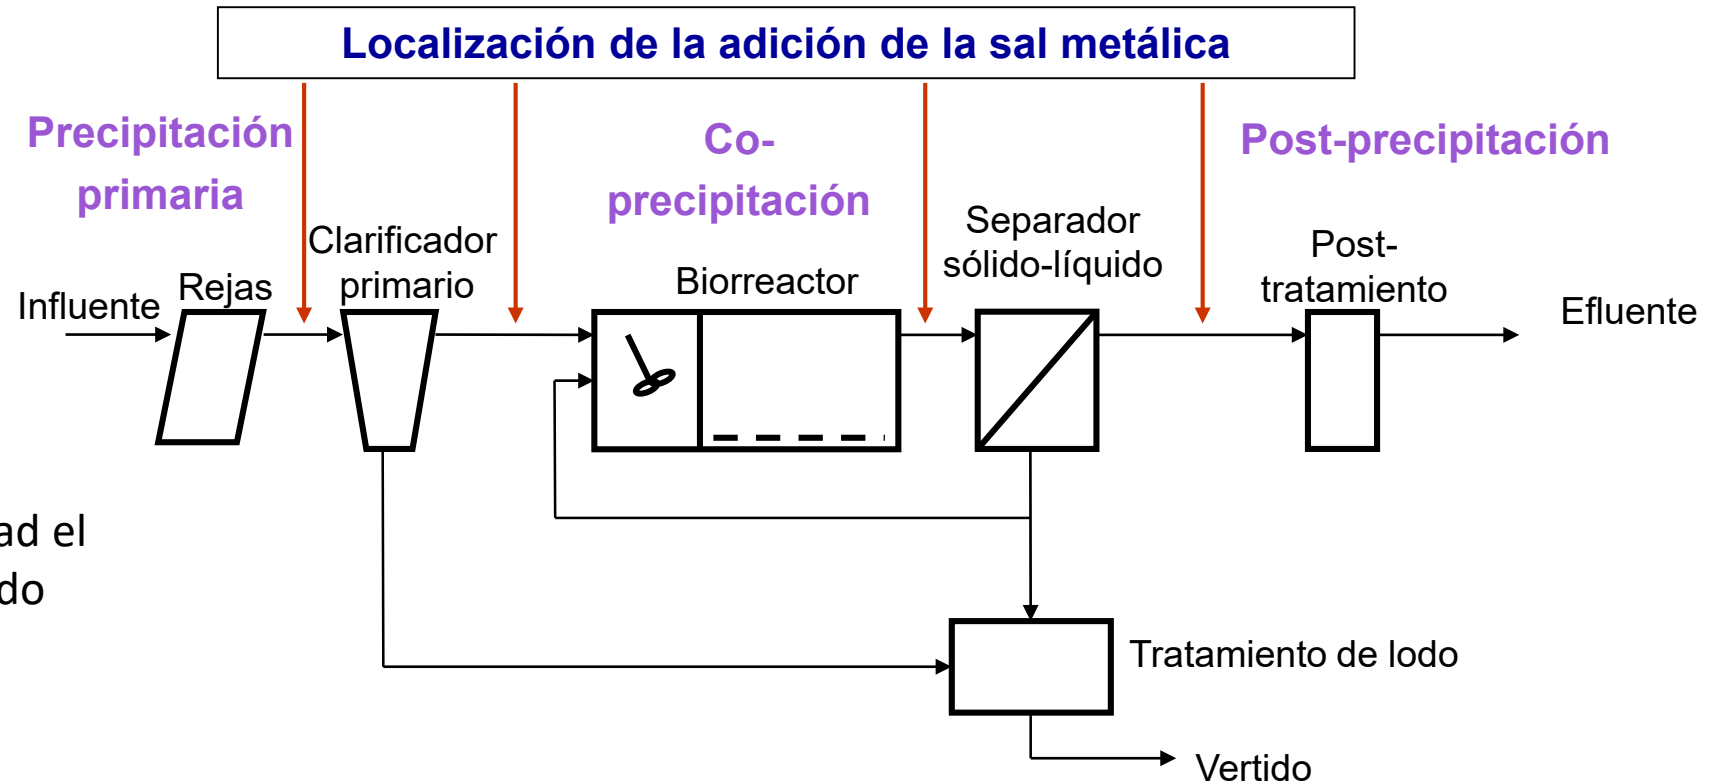 Localización de la adición de la sal metálica
Precipitación
primaria
Co-
precipitación
Post-precipitación
Influente
Rejas
Clarificador
primario
Biorreactor
Separador
sólido-líquido
Post-
tratamiento
Efluente
ad el
do
Tratamiento de lodo
Vertido